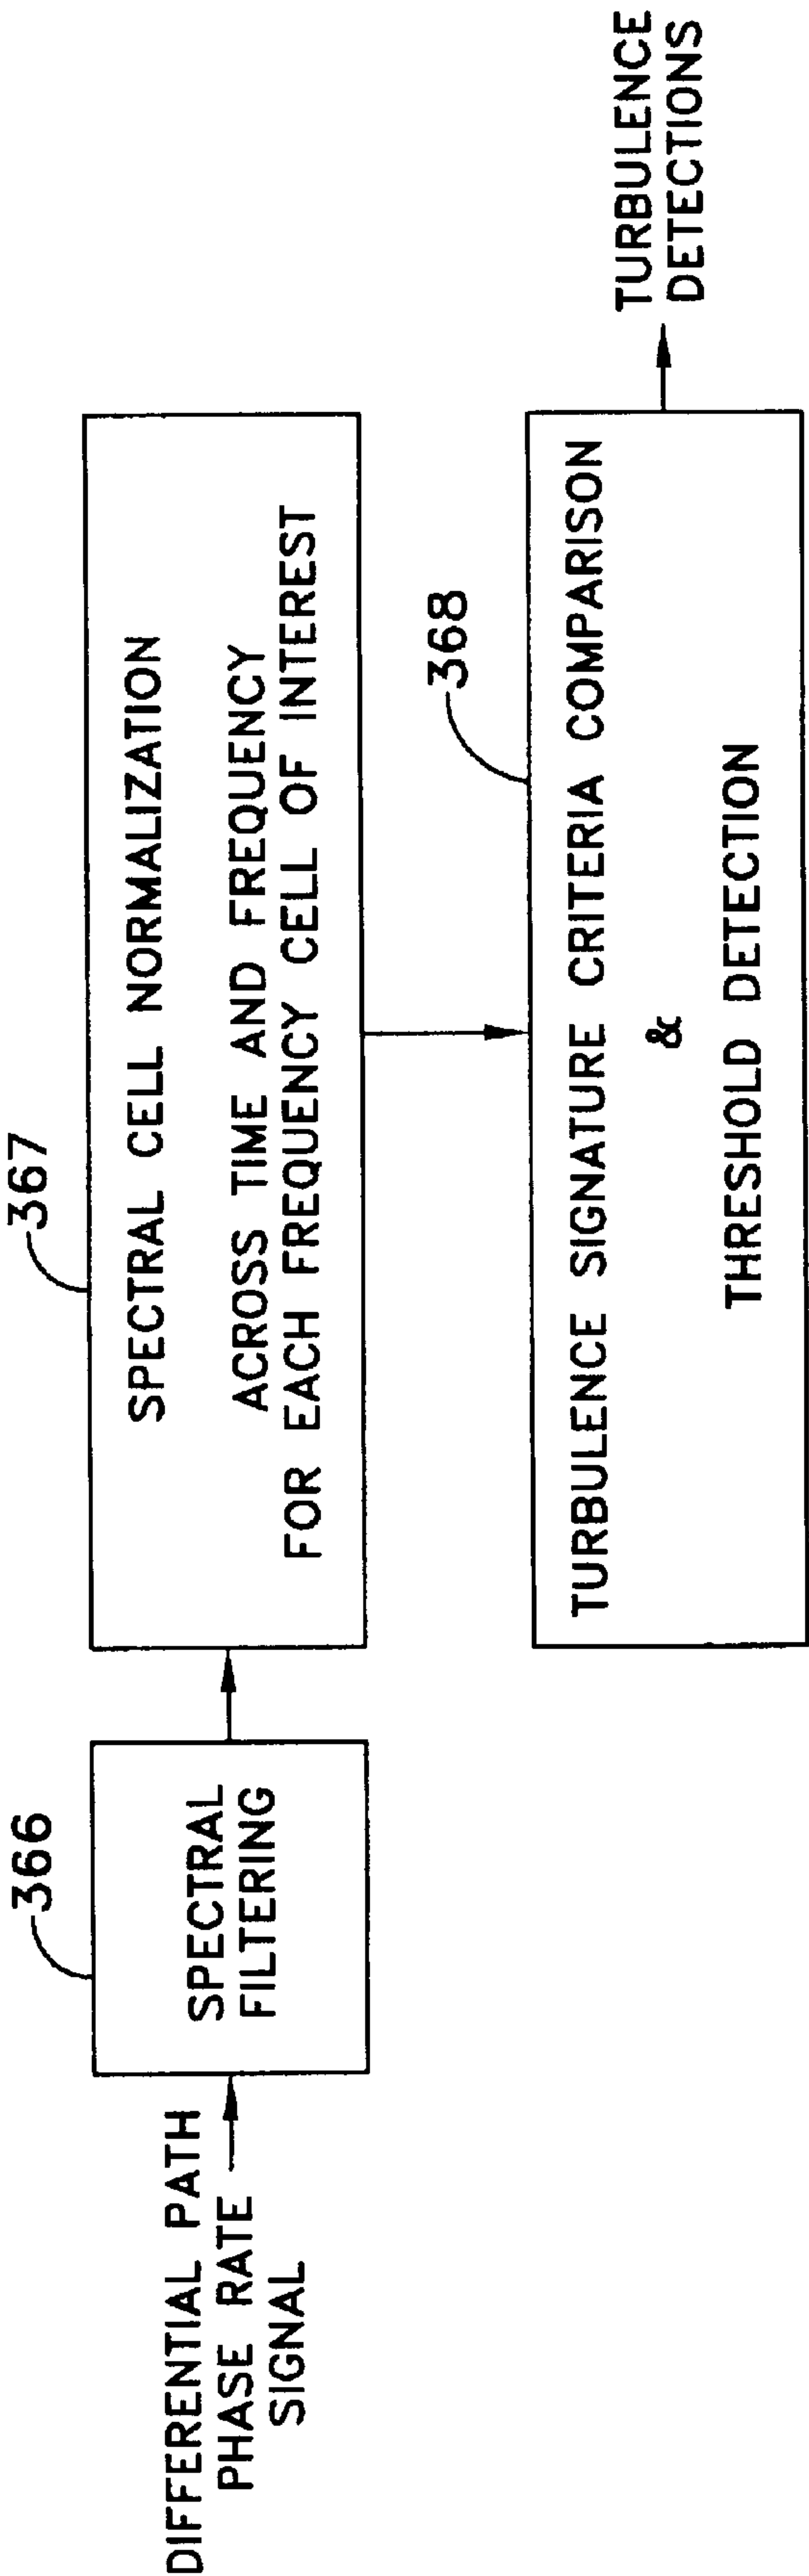 DIFFERENTIAL PATH
PHASE RATE
SIGNAL
366
SPECTRAL
FILTERING
367
SPECTRAL CELL NORMALIZATION
ACROSS TIME AND FREQUENCY
FOR EACH FREQUENCY CELL OF INTEREST
368
TURBULENCE SIGNATURE CRITERIA COMPARISON
&
THRESHOLD DETECTION
TURBULENCE
DETECTIONS